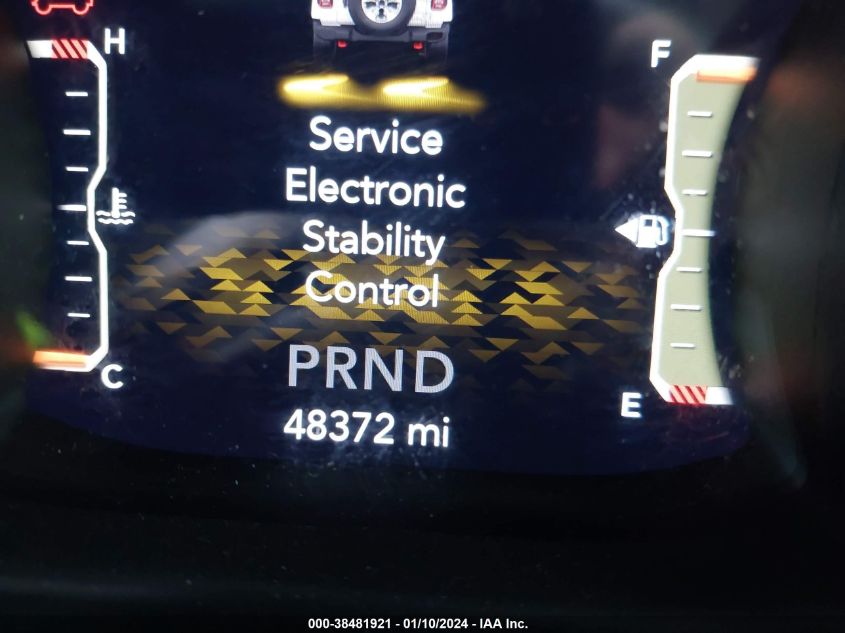 H
F
Service
Electronic
Stability
Control
PRND
C
E
48372 mi
000-38481921 - 01/10/2024 - IAA Inc.